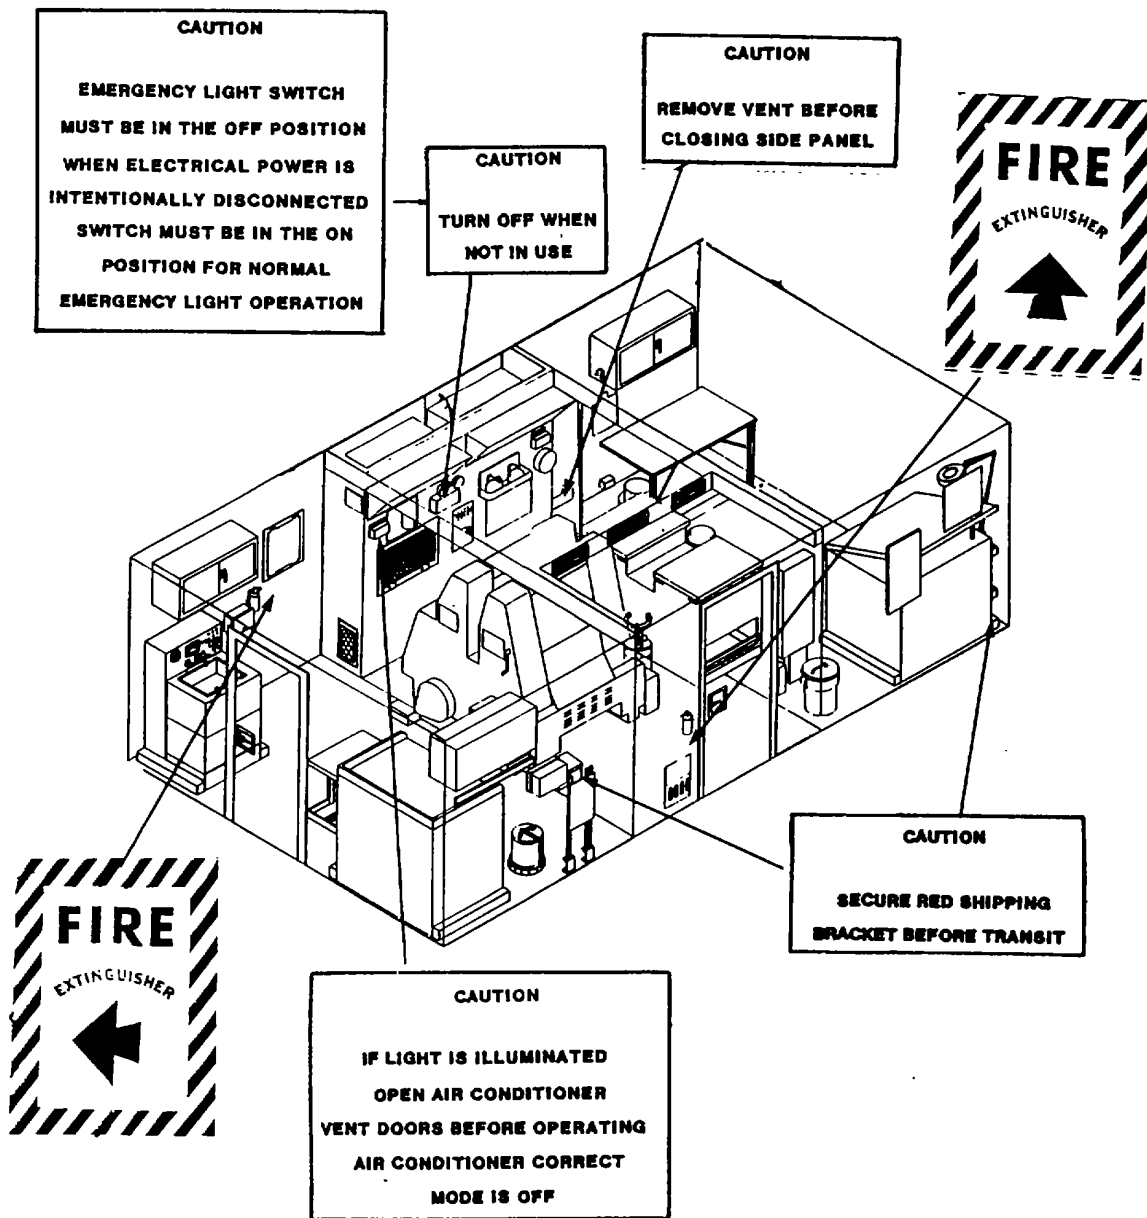 CAUTION
EMERGENCY LIGHT SWITCH
MUST BE IN THE OFF POSITION
WHEN ELECTRICAL POWER IS
INTENTIONALLY DISCONNECTED
SWITCH MUST BE IN THE ON
POSITION FOR NORMAL
EMERGENCY LIGHT OPERATION
CAUTION
TURN OFF WHEN
NOT IN USE
CAUTION
REMOVE VENT BEFORE
CLOSING SIDE PANEL
FIRE
EXTINGUISHER
FIRE
EXTINGUISHER
CAUTION
SECURE RED SHIPPING
BRACKET BEFORE TRANSIT
CAUTION
IF LIGHT IS ILLUMINATED
OPEN AIR CONDITIONER
VENT DOORS BEFORE OPERATING
AIR CONDITIONER CORRECT
MODE IS OFF